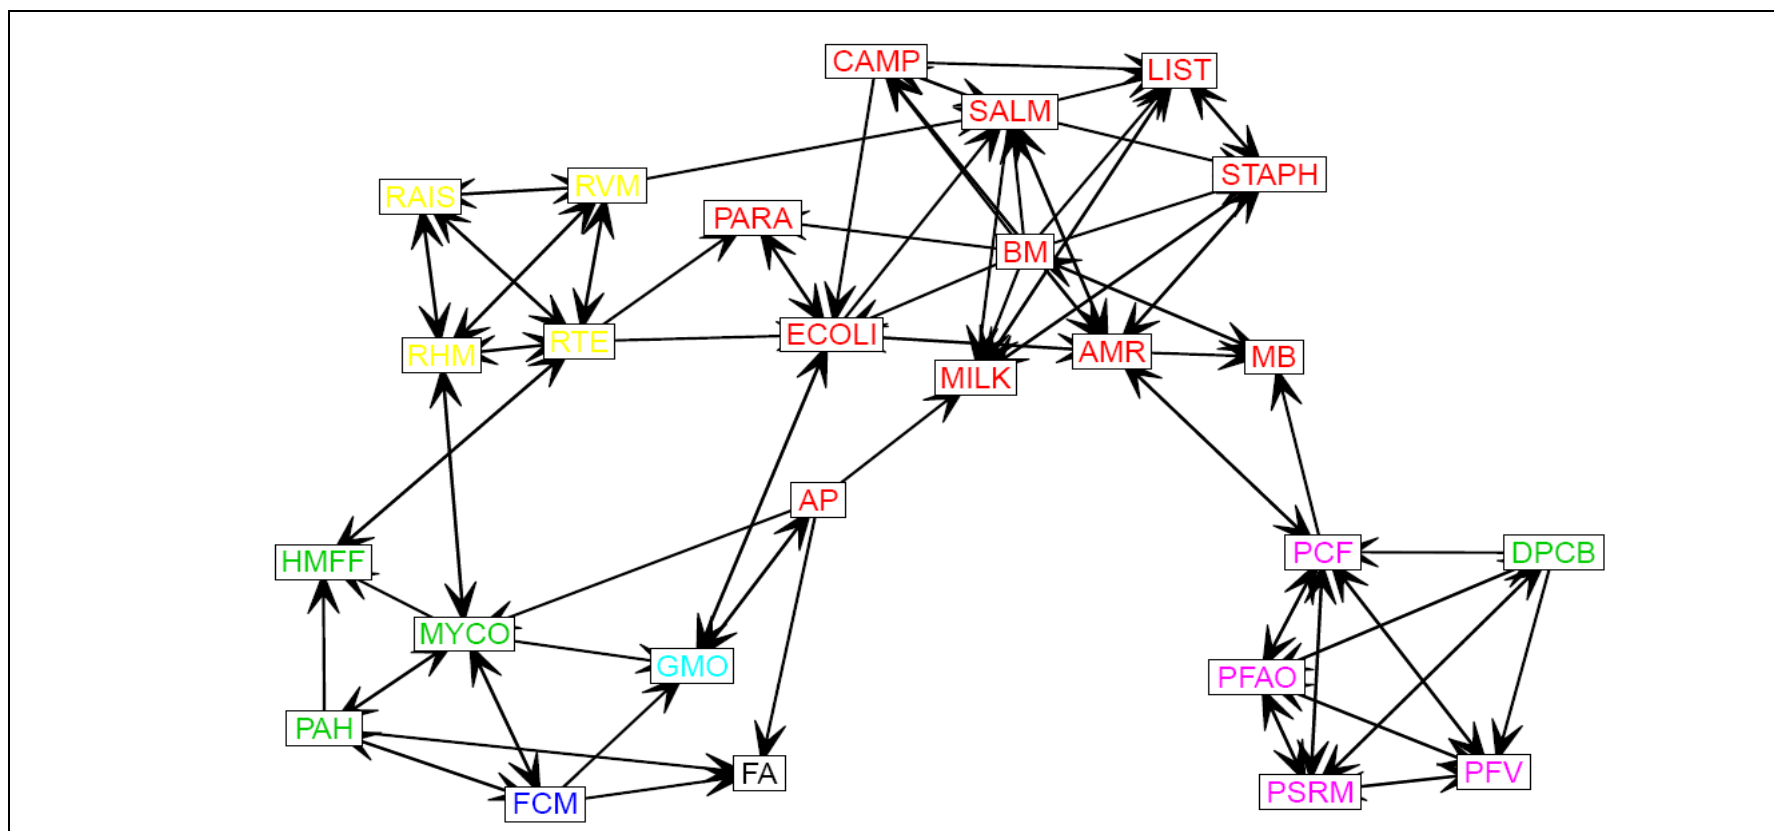 CAMP
LIST
SALM
STAPH
RAIS
RVM
PARA
BM
ECOLI
RHM
RTE
AMR
MB
MILK
AP
HMFF
PCF
DPCB
MYCO
GMO
PFAO
PAH
FA
FCM
PSRM
PFV